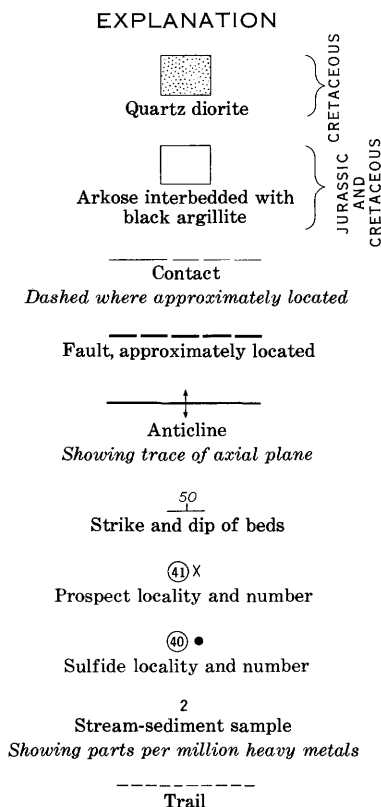 EXPLANATION
Quartz diorite
CRETACEOUS
Arkose interbedded with
black argillite
JURASSIC
AND
CRETACEOUS
Contact
Dashed where approximately located
Fault, approximately located
Anticline
Showing trace of axial plane
50
Strike and dip of beds
41 X
Prospect locality and number
40
Sulfide locality and number
2
Stream-sediment sample
Showing parts per million heavy metals
Trail